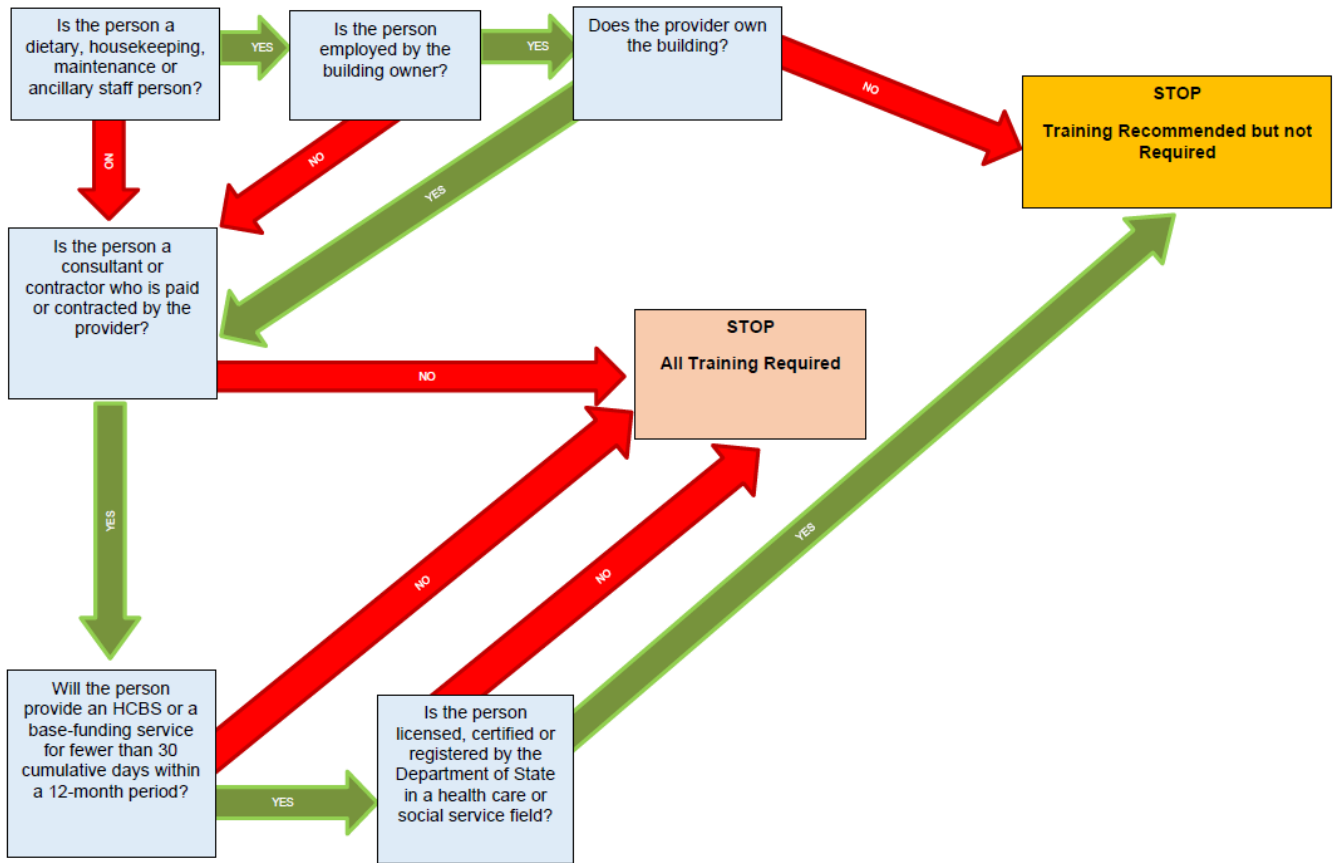 Is the person a
dietary, housekeeping,
maintenance or
ancillary staff person?
YES
Is the person
employed by the
building owner?
YES
Does the provider own
the building?
NO
STOP
Training Recommended but not
Required
NO
NO
YES
Is the person a
consultant or
contractor who is paid
or contracted by the
provider?
NO
STOP
All Training Required
YES
NO
NO
YES
Will the person
provide an HCBS or a
base-funding service
for fewer than 30
cumulative days within
a 12-month period?
YES
Is the person
licensed, certified or
registered by the
Department of State
in a health care or
social service field?